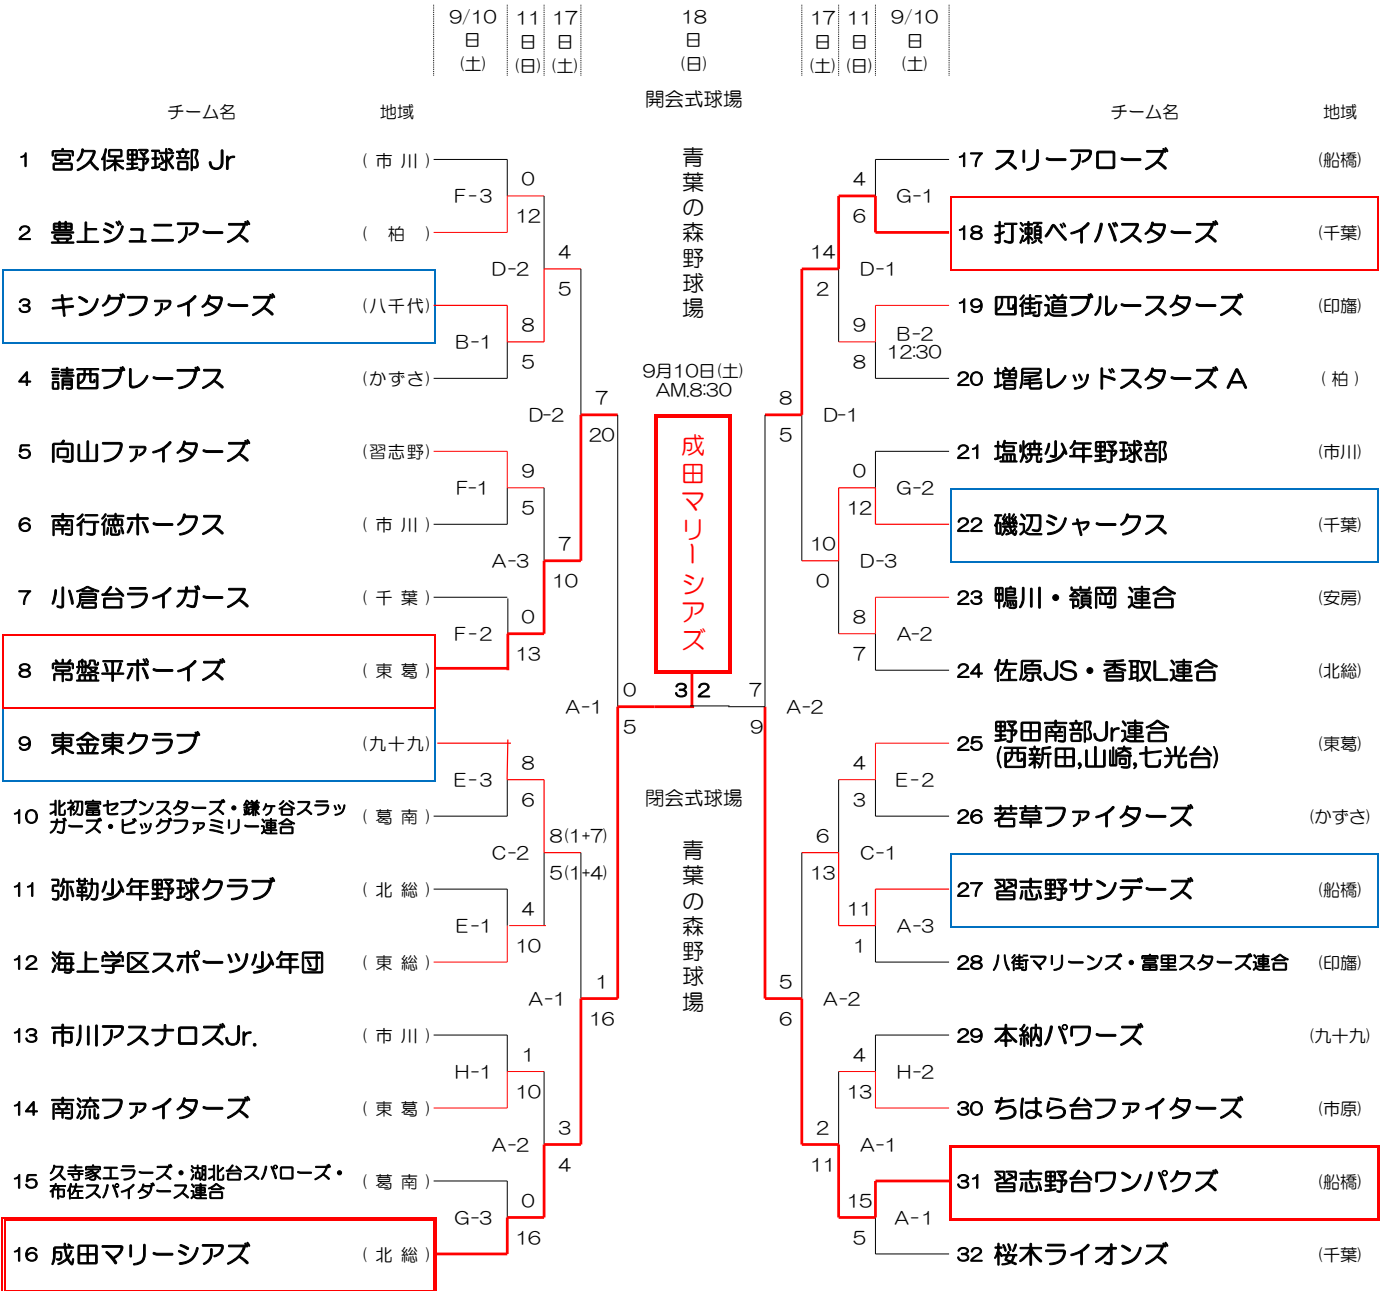 9/10 11 17 18 17 11 9/10
日 日 日 日 日 日 日
(土) (日) (土) (日) (土) (日) (土)
開会式球場
チーム名 地域 チーム名 地域
青葉の森野球場
9月10日(土)
AM.8:30
成田マリーシアズ
3 2
閉会式球場
青葉の森野球場
1 宮久保野球部 Jr (市川)
F-3 0
12
2 豊上ジュニアーズ (柏)
D-2 4
5
3 キングファイターズ (八千代)
B-1 8
5
4 請西ブレーブス (かずさ)
D-2 7
20
5 向山ファイターズ (習志野)
F-1 9
5
6 南行徳ホークス (市川)
A-3 7
10
7 小倉台ライガース (千葉)
F-2 0
13
8 常盤平ボーイズ (東葛)
A-1 0
5
9 東金東クラブ (九十九)
E-3 8
6
10 北初富セブンスターズ・鎌ヶ谷スラッ
ガーズ・ビッグファミリー連合 (葛南)
C-2 8(1+7)
5(1+4)
11 弥勒少年野球クラブ (北総)
E-1 4
10
12 海上学区スポーツ少年団 (東総)
A-1 1
16
13 市川アスナロズJr. (市川)
H-1 1
10
14 南流ファイターズ (東葛)
A-2 3
4
15 久寺家エラーズ・湖北台スパローズ・
布佐スパイダース連合 (葛南)
G-3 0
16
16 成田マリーシアズ (北総)
17 スリーアローズ (船橋)
4 G-1
6
18 打瀬ベイバスターズ (千葉)
14 D-1
2
19 四街道ブルースターズ (印旛)
9 B-2
12:30
8
20 増尾レッドスターズ A (柏)
8 D-1
5
21 塩焼少年野球部 (市川)
0 G-2
12
22 磯辺シャークス (千葉)
10 D-3
0
23 鴨川・嶺岡 連合 (安房)
8 A-2
7
24 佐原JS・香取L連合 (北総)
7 A-2
9
25 野田南部Jr連合
(西新田,山崎,七光台) (東葛)
4 E-2
3
26 若草ファイターズ (かずさ)
6 C-1
13
27 習志野サンデーズ (船橋)
11 A-3
1
28 八街マリーンズ・富里スターズ連合 (印旛)
5 A-2
6
29 本納パワーズ (九十九)
4 H-2
13
30 ちはら台ファイターズ (市原)
2 A-1
11
31 習志野台ワンパクズ (船橋)
15 A-1
5
32 桜木ライオンズ (千葉)